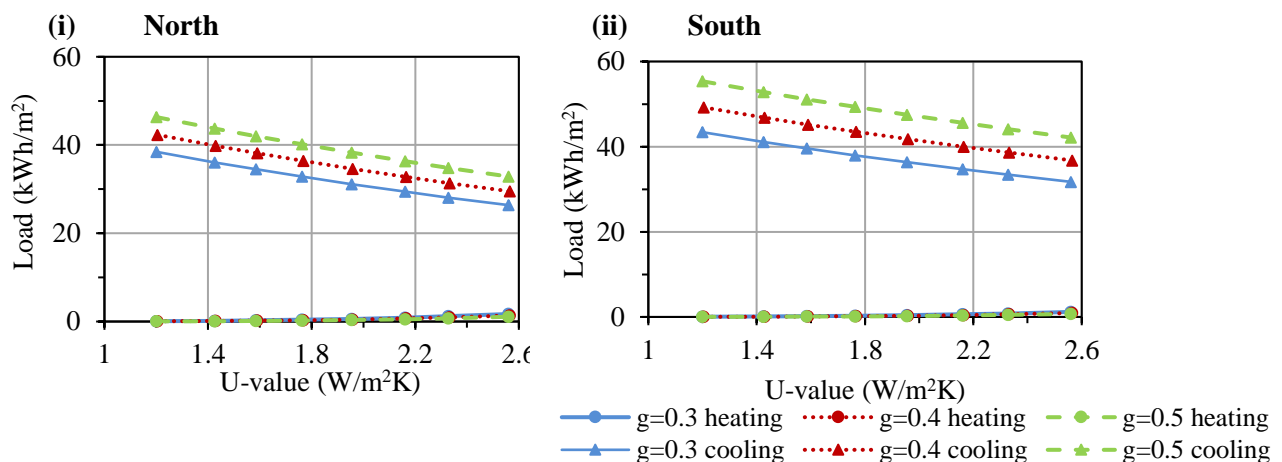 (i) North
60
40
20
0
Load (kWh/m²)
1 1.4 1.8 2.2 2.6
U-value (W/m²K)
(ii) South
60
40
20
0
Load (kWh/m²)
1 1.4 1.8 2.2 2.6
U-value (W/m²K)
g=0.3 heating g=0.4 heating g=0.5 heating
g=0.3 cooling g=0.4 cooling g=0.5 cooling